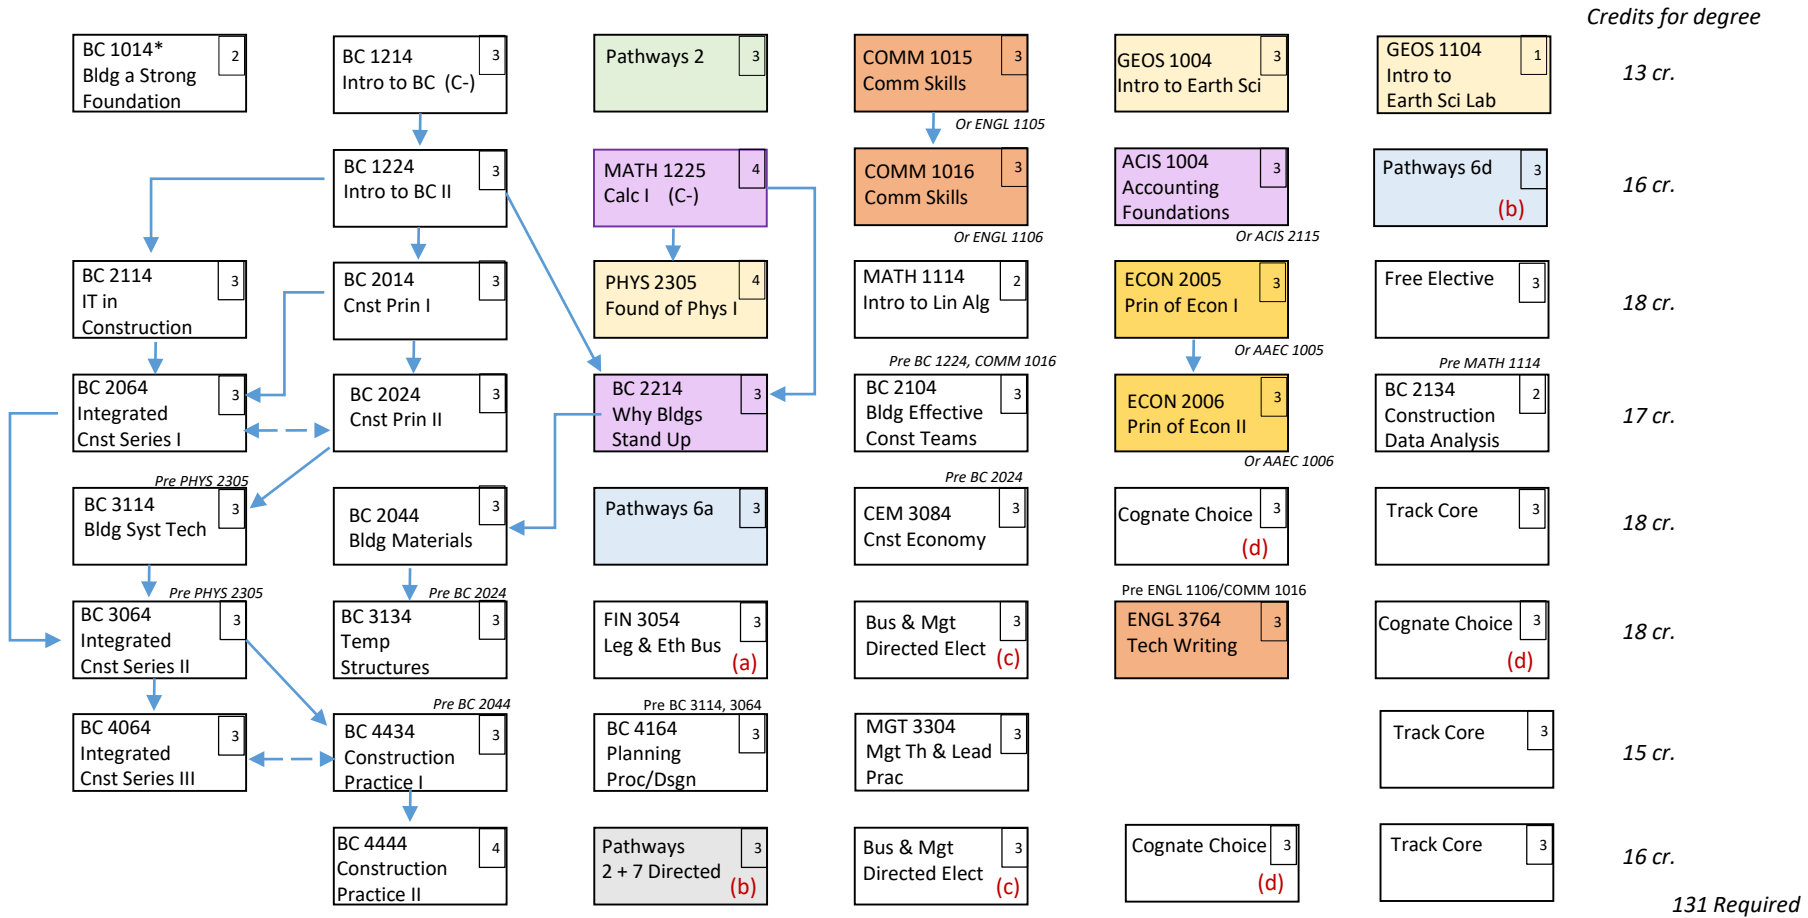 Credits for degree
BC 1014*
Bldg a Strong
Foundation
2
BC 1214
Intro to BC (C-)
3
Pathways 2
3
COMM 1015
Comm Skills
3
Or ENGL 1105
GEOS 1004
Intro to Earth Sci
3
GEOS 1104
Intro to
Earth Sci Lab
1
13 cr.
BC 1224
Intro to BC II
3
MATH 1225
Calc I (C-)
4
COMM 1016
Comm Skills
3
Or ENGL 1106
ACIS 1004
Accounting
Foundations
3
Or ACIS 2115
Pathways 6d
3
(b)
16 cr.
BC 2114
IT in
Construction
3
BC 2014
Cnst Prin I
3
PHYS 2305
Found of Phys I
4
MATH 1114
Intro to Lin Alg
2
ECON 2005
Prin of Econ I
3
Or AAEC 1005
Free Elective
3
18 cr.
BC 2064
Integrated
Cnst Series I
3
BC 2024
Cnst Prin II
3
BC 2214
Why Bldgs
Stand Up
3
Pre BC 1224, COMM 1016
BC 2104
Bldg Effective
Const Teams
3
ECON 2006
Prin of Econ II
3
Or AAEC 1006
Pre MATH 1114
BC 2134
Construction
Data Analysis
2
17 cr.
Pre PHYS 2305
BC 3114
Bldg Syst Tech
3
BC 2044
Bldg Materials
3
Pathways 6a
3
Pre BC 2024
CEM 3084
Cnst Economy
3
Cognate Choice
3
(d)
Track Core
3
18 cr.
Pre PHYS 2305
BC 3064
Integrated
Cnst Series II
3
Pre BC 2024
BC 3134
Temp
Structures
3
FIN 3054
Leg & Eth Bus
3
(a)
Bus & Mgt
Directed Elect
3
(c)
Pre ENGL 1106/COMM 1016
ENGL 3764
Tech Writing
3
Cognate Choice
3
(d)
18 cr.
BC 4064
Integrated
Cnst Series III
3
Pre BC 2044
BC 4434
Construction
Practice I
3
Pre BC 3114, 3064
BC 4164
Planning
Proc/Dsgn
3
MGT 3304
Mgt Th & Lead
Prac
3
Track Core
3
15 cr.
BC 4444
Construction
Practice II
4
Pathways
2 + 7 Directed
3
(b)
Bus & Mgt
Directed Elect
3
(c)
Cognate Choice
3
(d)
Track Core
3
16 cr.
131 Required